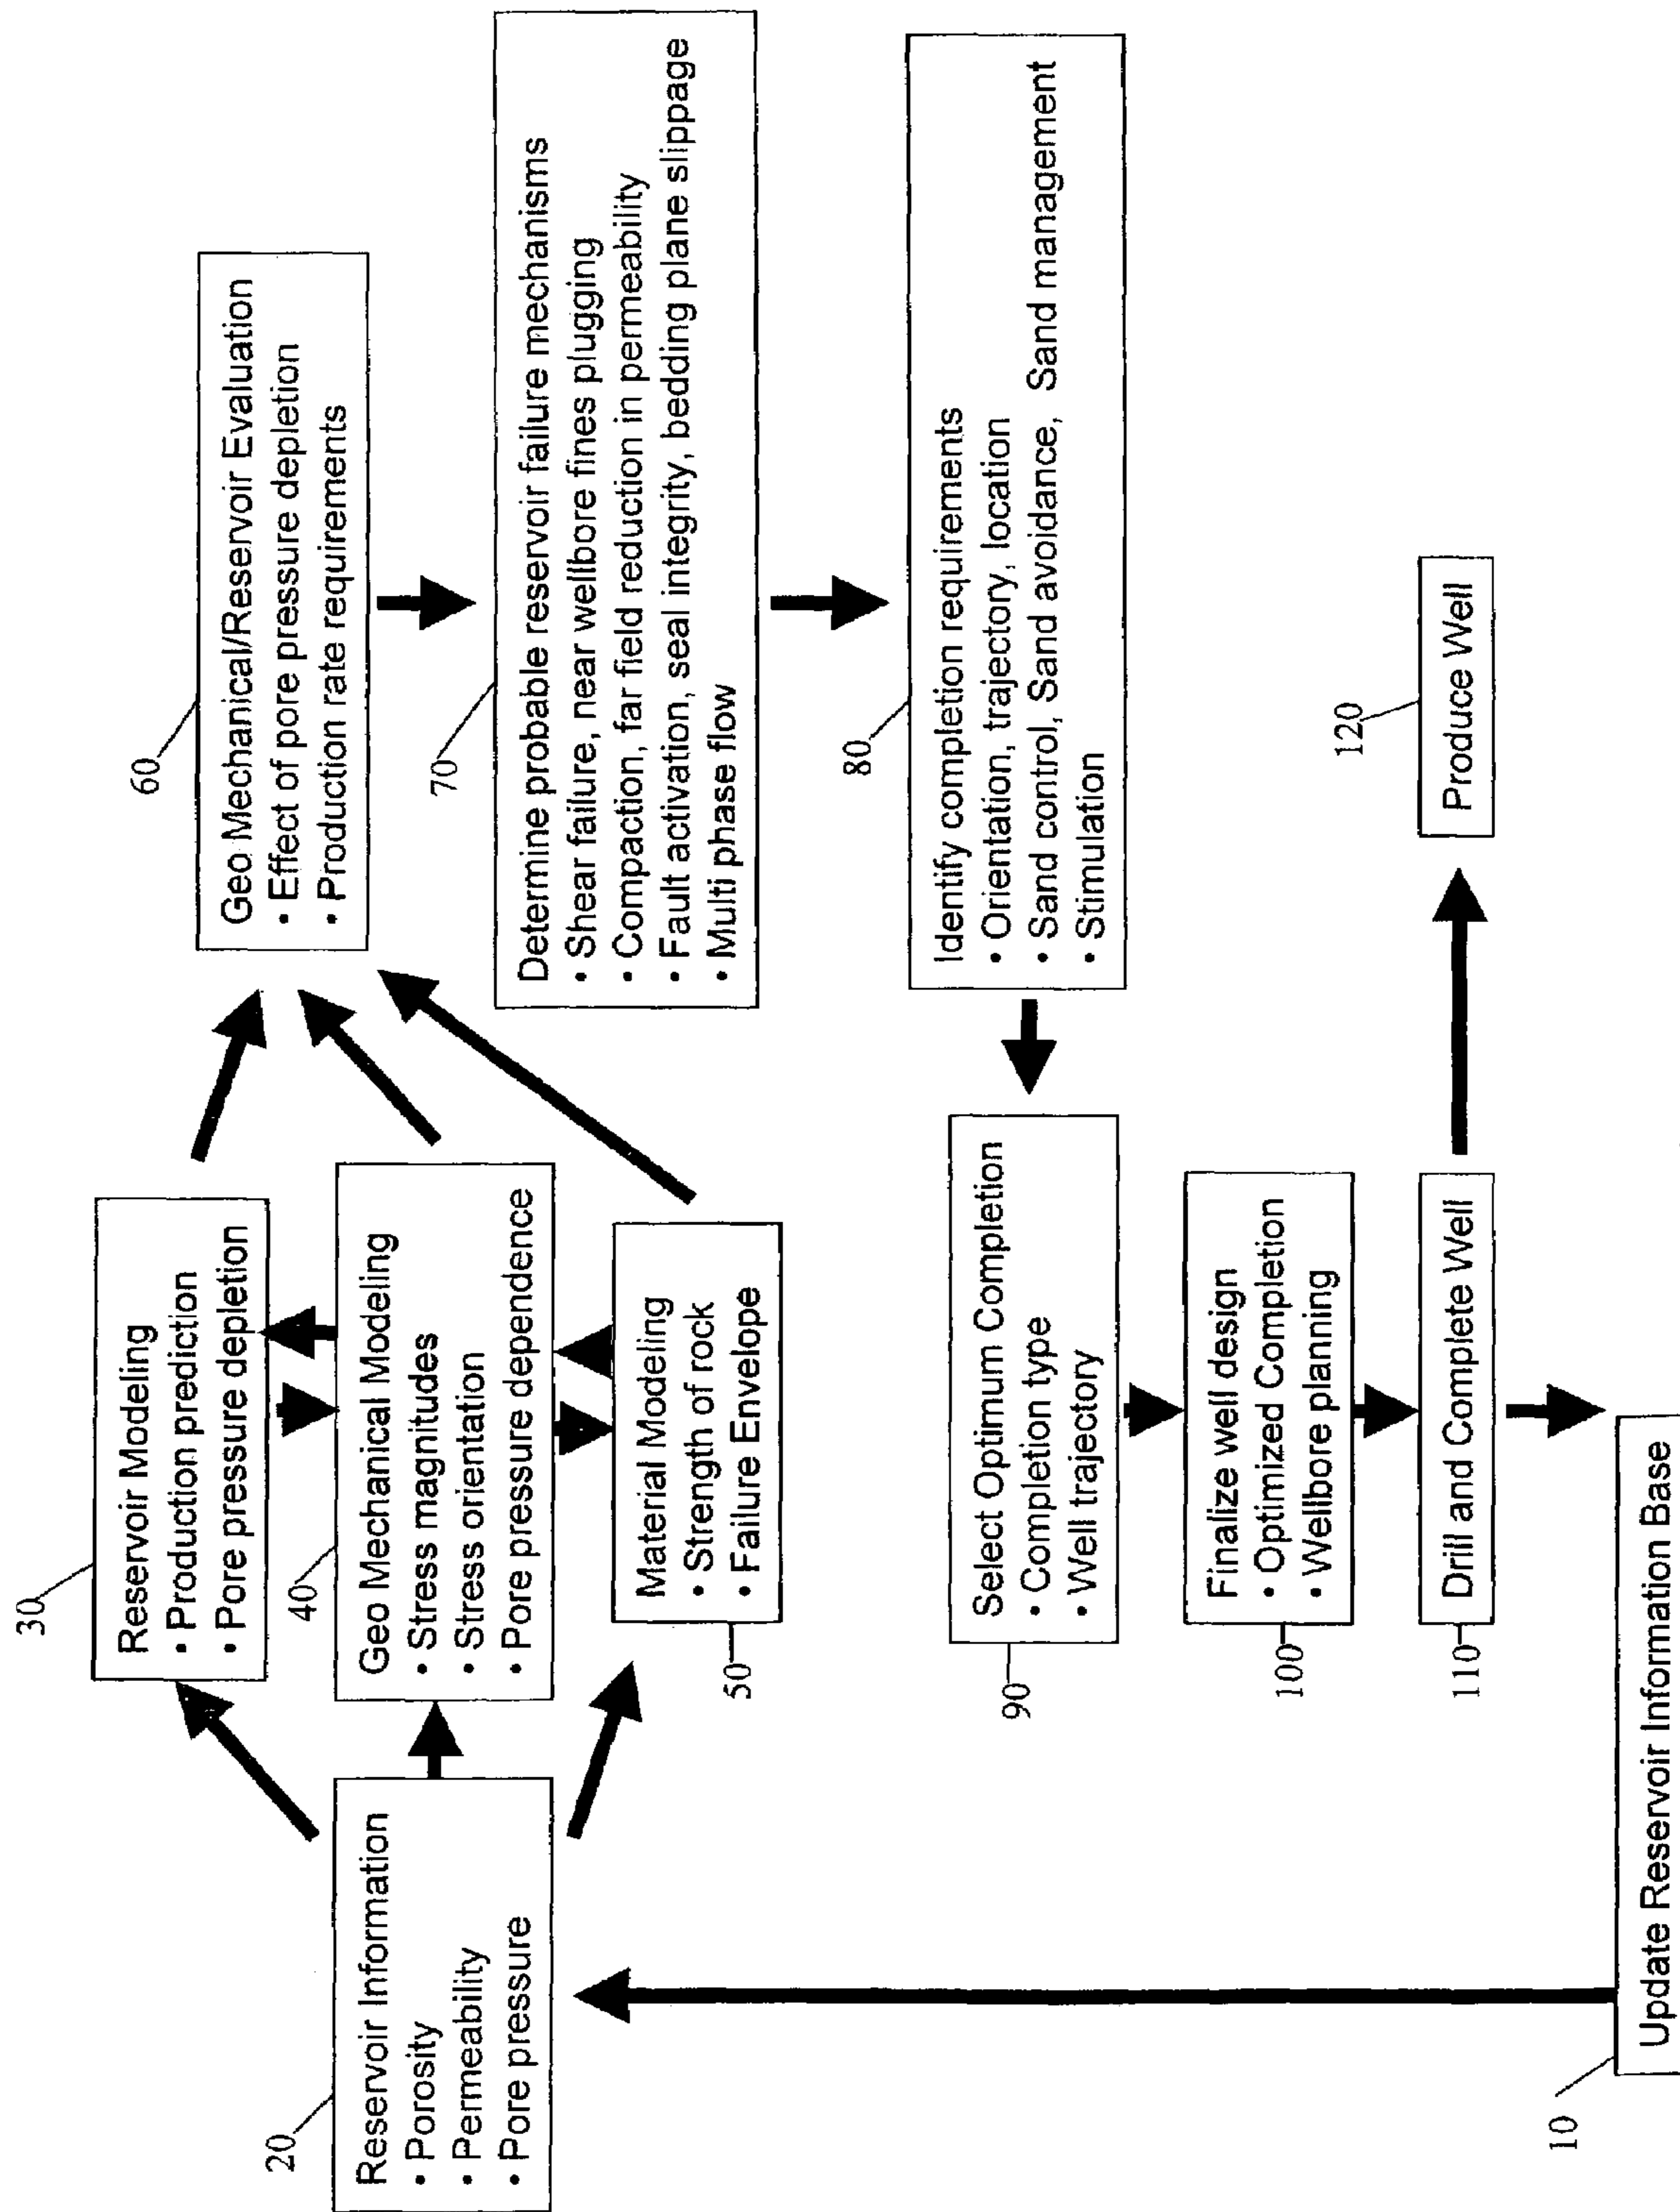 30
Reservoir Modeling
• Production prediction
• Pore pressure depletion
20
Reservoir Information
• Porosity
• Permeability
• Pore pressure
40
Geo Mechanical Modeling
• Stress magnitudes
• Stress orientation
• Pore pressure dependence
50
Material Modeling
• Strength of rock
• Failure Envelope
60
Geo Mechanical/Reservoir Evaluation
• Effect of pore pressure depletion
• Production rate requirements
70
Determine probable reservoir failure mechanisms
• Shear failure, near wellbore fines plugging
• Compaction, far field reduction in permeability
• Fault activation, seal integrity, bedding plane slippage
• Multi phase flow
80
Identify completion requirements
• Orientation, trajectory, location
• Sand control, Sand avoidance, Sand management
• Stimulation
90
Select Optimum Completion
• Completion type
• Well trajectory
100
Finalize well design
• Optimized Completion
• Wellbore planning
110
Drill and Complete Well
120
Produce Well
10
Update Reservoir Information Base